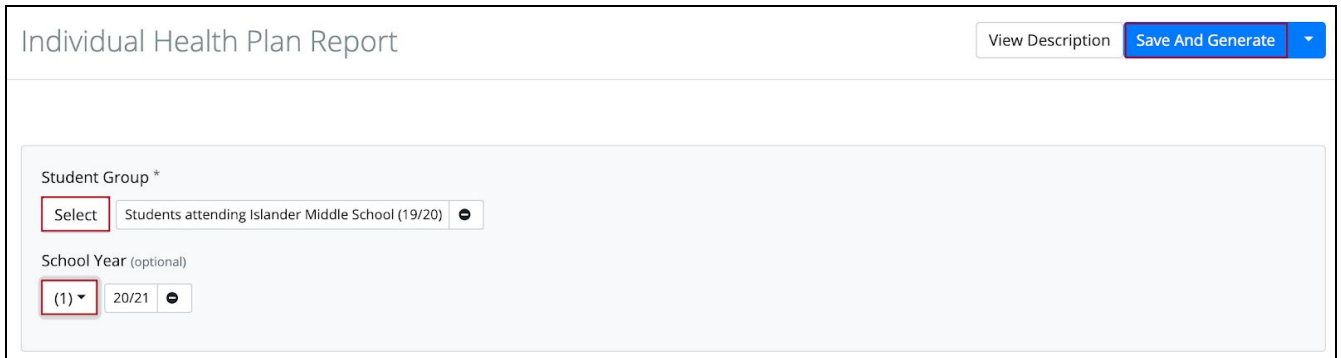 Individual Health Plan Report
View Description
Save And Generate
Student Group *
Select
Students attending Islander Middle School (19/20)
School Year (optional)
(1)
20/21